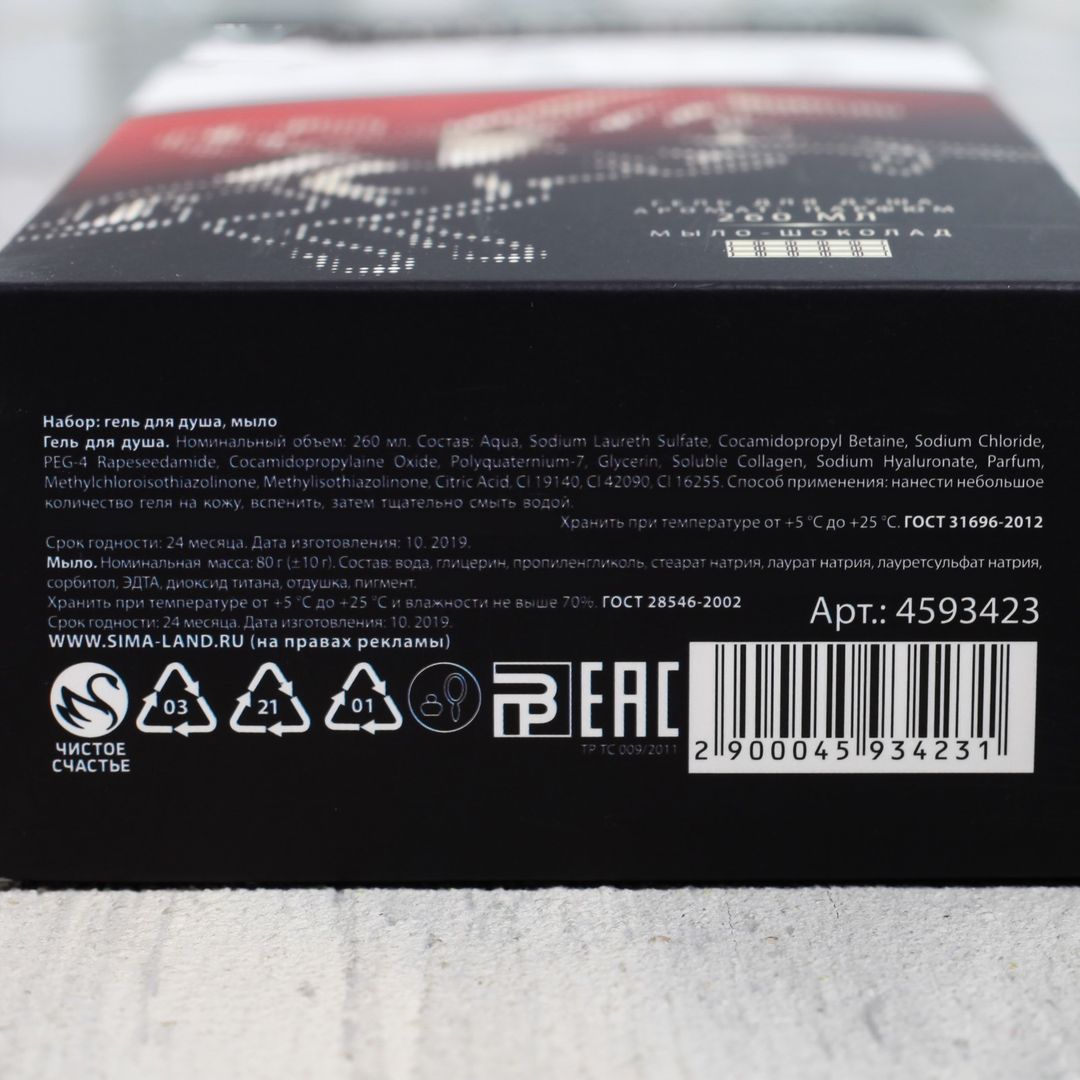 ГЕЛЬ ДЛЯ ДУША
АРОМАТ ПАРФЮМ
260 МЛ
МЫЛО-ШОКОЛАД
Набор: гель для душа, мыло
Гель для душа. Номинальный объем: 260 мл. Состав: Aqua, Sodium Laureth Sulfate, Cocamidopropyl Betaine, Sodium Chloride,
PEG-4 Rapeseedamide, Cocamidopropylaine Oxide, Polyquaternium-7, Glycerin, Soluble Collagen, Sodium Hyaluronate, Parfum,
Methylchloroisothiazolinone, Methylisothiazolinone, Citric Acid, CI 19140, CI 42090, CI 16255. Способ применения: нанести небольшое
количество геля на кожу, вспенить, затем тщательно смыть водой.
Хранить при температуре от +5 °C до +25 °C. ГОСТ 31696-2012
Срок годности: 24 месяца. Дата изготовления: 10. 2019.
Мыло. Номинальная масса: 80 г (±10 г). Состав: вода, глицерин, пропиленгликоль, стеарат натрия, лаурат натрия, лауретсульфат натрия,
сорбитол, ЭДТА, диоксид титана, отдушка, пигмент.
Хранить при температуре от +5 °C до +25 °C и влажности не выше 70%. ГОСТ 28546-2002
Срок годности: 24 месяца. Дата изготовления: 10. 2019.
WWW.SIMA-LAND.RU (на правах рекламы)
Арт.: 4593423
03
21
01
EAC
ТР ТС 009/2011
ЧИСТОЕ
СЧАСТЬЕ
2 900045 934231